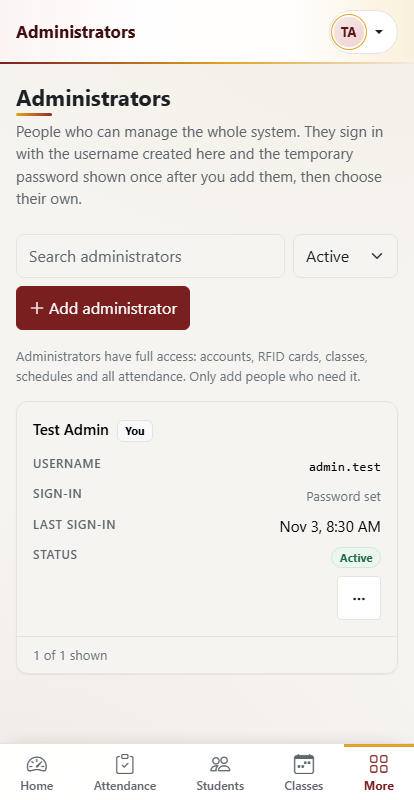 Administrators
TA
Administrators
People who can manage the whole system. They sign in
with the username created here and the temporary
password shown once after you add them, then choose
their own.
Search administrators
Active
+ Add administrator
Administrators have full access: accounts, RFID cards, classes,
schedules and all attendance. Only add people who need it.
Test Admin You
USERNAME admin.test
SIGN-IN Password set
LAST SIGN-IN Nov 3, 8:30 AM
STATUS Active
...
1 of 1 shown
Home Attendance Students Classes More